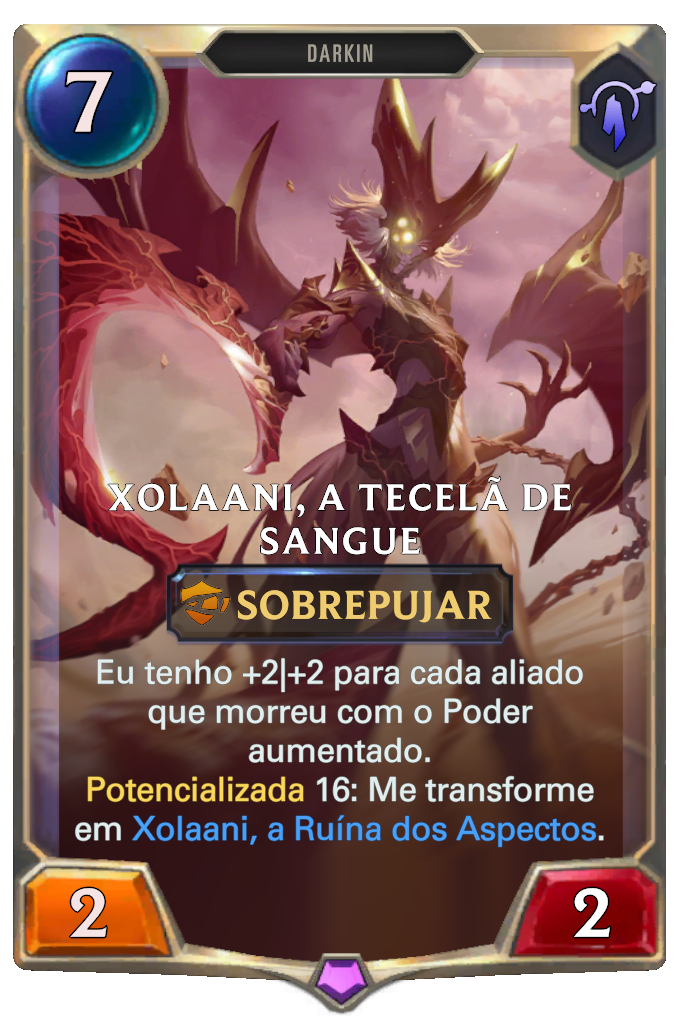 DARKIN
7
XOLAANI, A TECELÃ DE
SANGUE
SOBREPUJAR
Eu tenho +2|+2 para cada aliado
que morreu com o Poder
aumentado.
Potencializada 16: Me transforme
em Xolaani, a Ruína dos Aspectos.
2
2